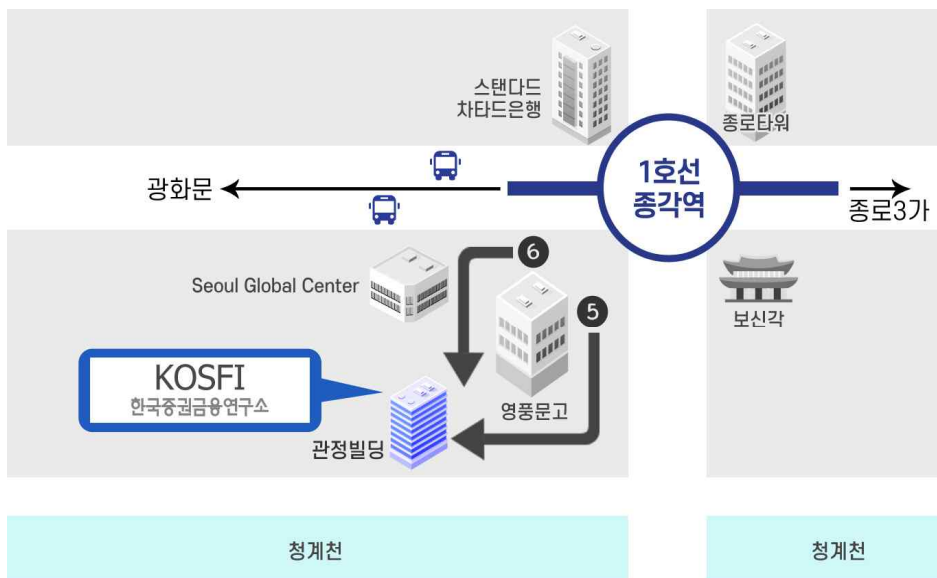 스탠다드
차타드은행
종로타워
1호선
종각역
광화문
종로3가
6
Seoul Global Center
5
보신각
KOSFI
한국증권금융연구소
영풍문고
관정빌딩
청계천
청계천